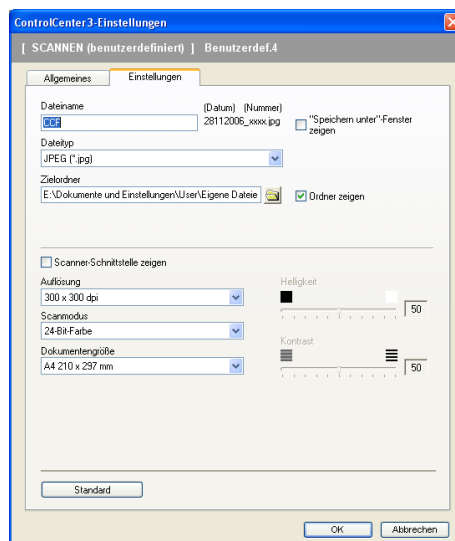 ControlCenter3-Einstellungen
[ SCANNEN (benutzerdefiniert) ] Benutzerdef.4
Allgemeines Einstellungen
Dateiname (Datum) (Nummer)
CCF 28112006_xxxx.jpg "Speichern unter"-Fenster zeigen
Dateityp
JPEG (*.jpg)
Zielordner
E:\Dokumente und Einstellungen\User\Eigene Dateie Ordner zeigen
Scanner-Schnittstelle zeigen
Auflösung Helligkeit
300 x 300 dpi 50
Scanmodus
24-Bit-Farbe
Kontrast
Dokumentengröße
A4 210 x 297 mm 50
Standard
OK Abbrechen